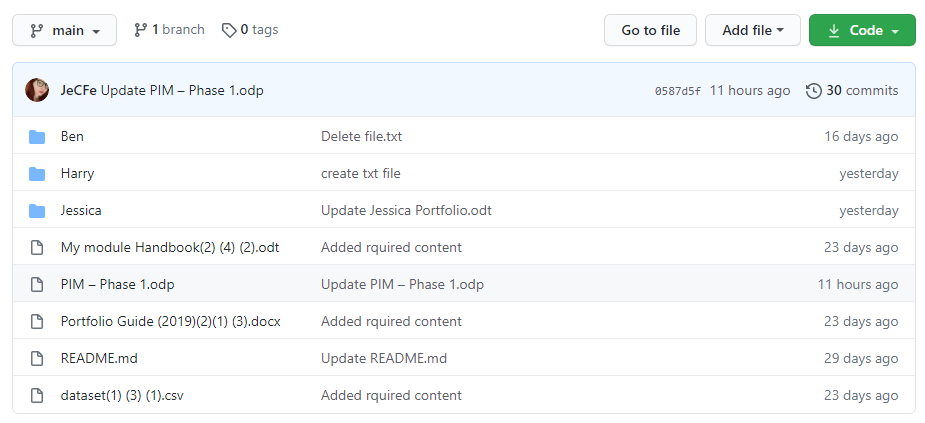 main 1 branch 0 tags Go to file Add file Code
JeCFe Update PIM – Phase 1.odp 0587d5f 11 hours ago 30 commits
Ben Delete file.txt 16 days ago
Harry create txt file yesterday
Jessica Update Jessica Portfolio.odt yesterday
My module Handbook(2) (4) (2).odt Added rquired content 23 days ago
PIM – Phase 1.odp Update PIM – Phase 1.odp 11 hours ago
Portfolio Guide (2019)(2)(1) (3).docx Added rquired content 23 days ago
README.md Update README.md 29 days ago
dataset(1) (3) (1).csv Added rquired content 23 days ago